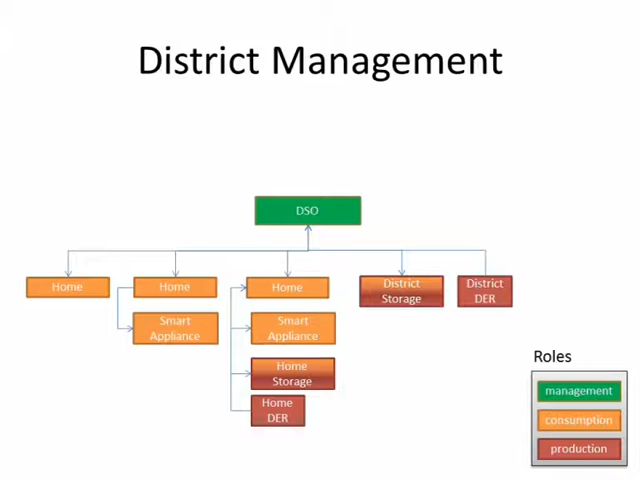 District Management
DSO
Home
Home
Home
District
Storage
District
DER
Smart
Appliance
Smart
Appliance
Home
Storage
Home
DER
Roles
management
consumption
production